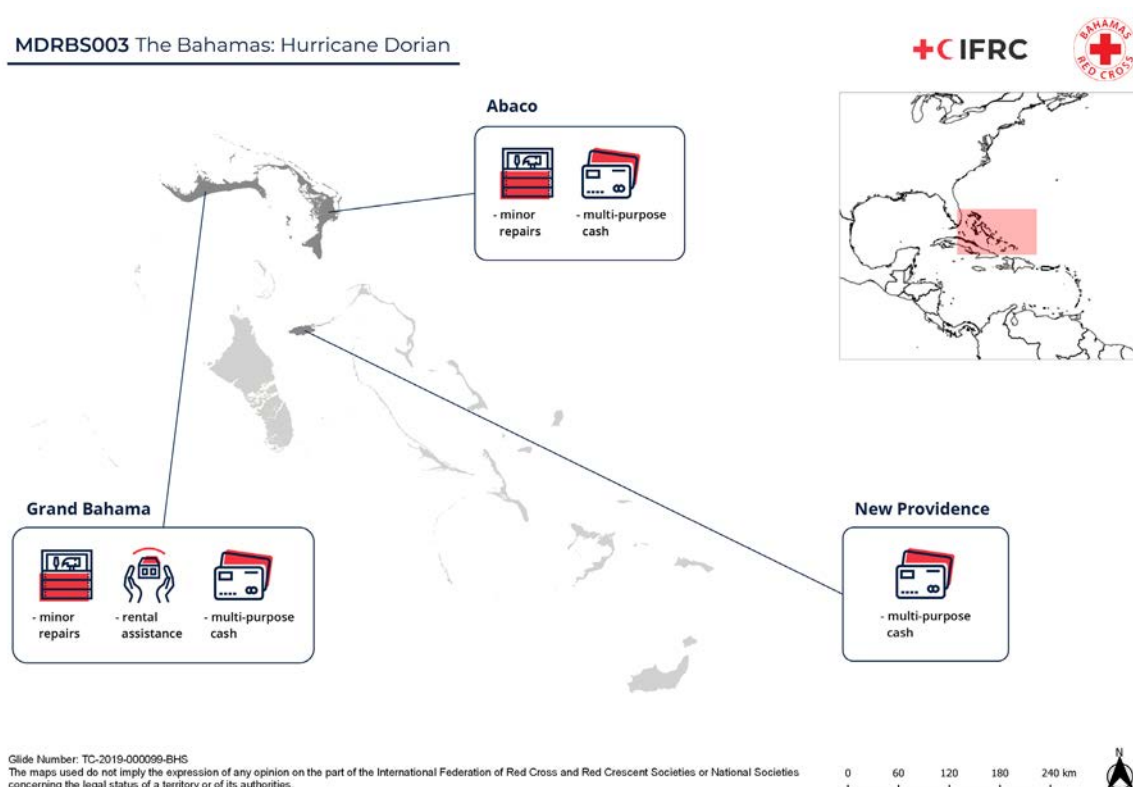 MDRBS003 The Bahamas: Hurricane Dorian
IFRC
BAHAMAS
RED CROSS
Abaco
- minor
repairs
- multi-purpose
cash
Grand Bahama
- minor
repairs
- rental
assistance
- multi-purpose
cash
New Providence
- multi-purpose
cash
Glide Number: TC-2019-000099-BHS
The maps used do not imply the expression of any opinion on the part of the International Federation of Red Cross and Red Crescent Societies or National Societies
concerning the legal status of a territory or of its authorities.
0 60 120 180 240 km
N